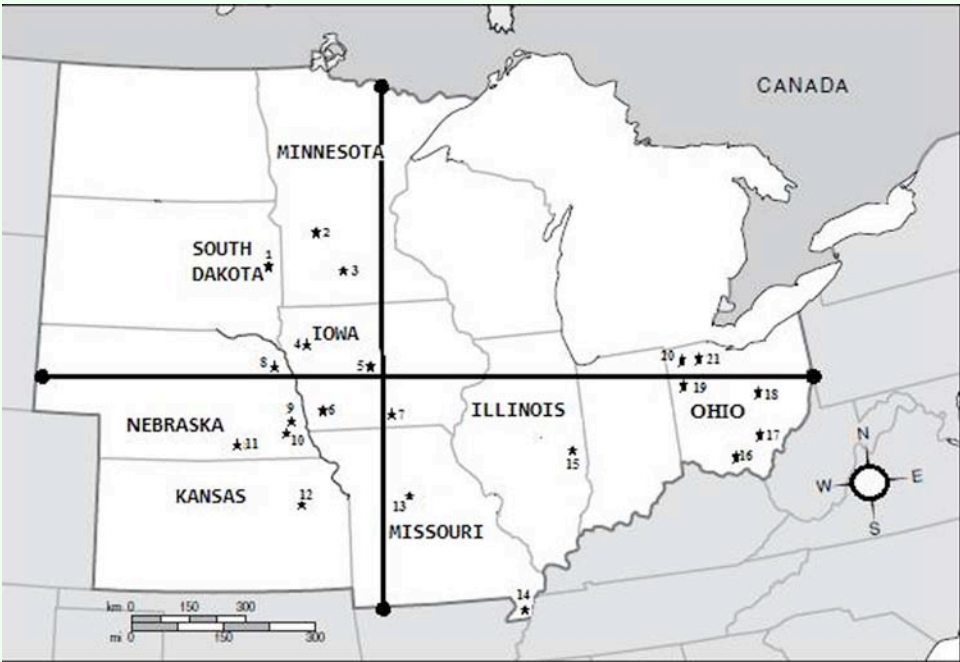 CANADA
MINNESOTA
2
SOUTH
DAKOTA
1
3
IOWA
4
5
8
20
21
19
18
NEBRASKA
9
6
7
ILLINOIS
OHIO
10
11
15
17
16
N
W
E
S
KANSAS
12
13
MISSOURI
14
km 0 150 300
mi 0 150 300